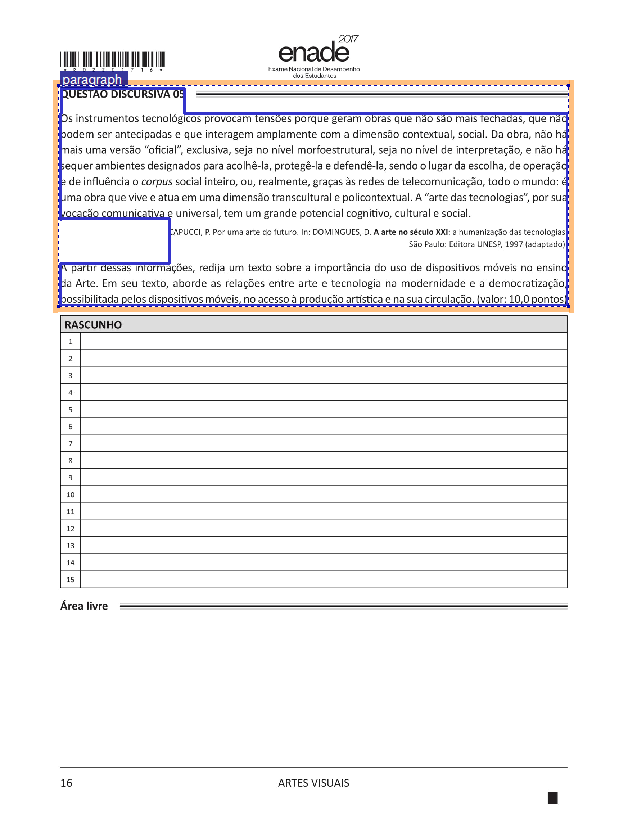 2017
enade
Exame Nacional de Desempenho
dos Estudantes
paragraph
QUESTÃO DISCURSIVA 05
Os instrumentos tecnológicos provocam tensões porque geram obras que não são mais fechadas, que não
podem ser antecipadas e que interagem amplamente com a dimensão contextual, social. Da obra, não há
mais uma versão “oficial”, exclusiva, seja no nível morfoestrutural, seja no nível de interpretação, e não há
sequer ambientes designados para acolhê-la, protegê-la e defendê-la, sendo o lugar da escolha, de operação
e de influência o corpus social inteiro, ou, realmente, graças às redes de telecomunicação, todo o mundo: é
uma obra que vive e atua em uma dimensão transcultural e policontextual. A “arte das tecnologias”, por sua
vocação comunicativa e universal, tem um grande potencial cognitivo, cultural e social.
CAPUCCI, P. Por uma arte do futuro. In: DOMINGUES, D. A arte no século XXI: a humanização das tecnologias.
São Paulo: Editora UNESP, 1997 (adaptado).
A partir dessas informações, redija um texto sobre a importância do uso de dispositivos móveis no ensino
da Arte. Em seu texto, aborde as relações entre arte e tecnologia na modernidade e a democratização,
possibilitada pelos dispositivos móveis, no acesso à produção artística e na sua circulação. (valor: 10,0 pontos)
RASCUNHO
1
2
3
4
5
6
7
8
9
10
11
12
13
14
15
Área livre
16
ARTES VISUAIS